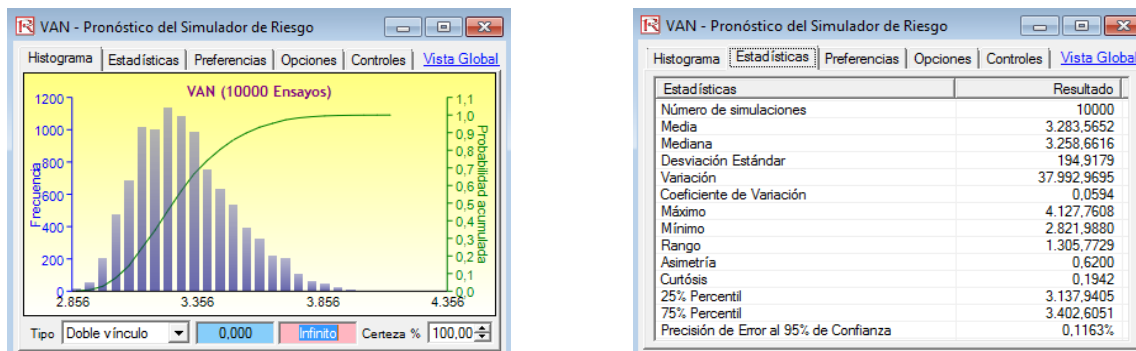 VAN - Pronóstico del Simulador de Riesgo
Histograma Estadísticas Preferencias Opciones Controles Vista Global
VAN (10000 Ensayos)
Frecuencia
1200
1000
800
600
400
200
0
2.856 3.356 3.856 4.356
1,1
1,0
0,9
0,8
0,7
0,6
0,5
0,4
0,3
0,2
0,1
0,0
Probabilidad acumulada
Tipo Doble vínculo 0,000 Infinito Certeza % 100,00
VAN - Pronóstico del Simulador de Riesgo
Histograma Estadísticas Preferencias Opciones Controles Vista Global
Estadísticas Resultado
Número de simulaciones 10000
Media 3.283,5652
Mediana 3.258,6616
Desviación Estándar 194,9179
Variación 37.992,9695
Coeficiente de Variación 0,0594
Máximo 4.127,7608
Mínimo 2.821,9880
Rango 1.305,7729
Asimetría 0,6200
Curtósis 0,1942
25% Percentil 3.137,9405
75% Percentil 3.402,6051
Precisión de Error al 95% de Confianza 0,1163%